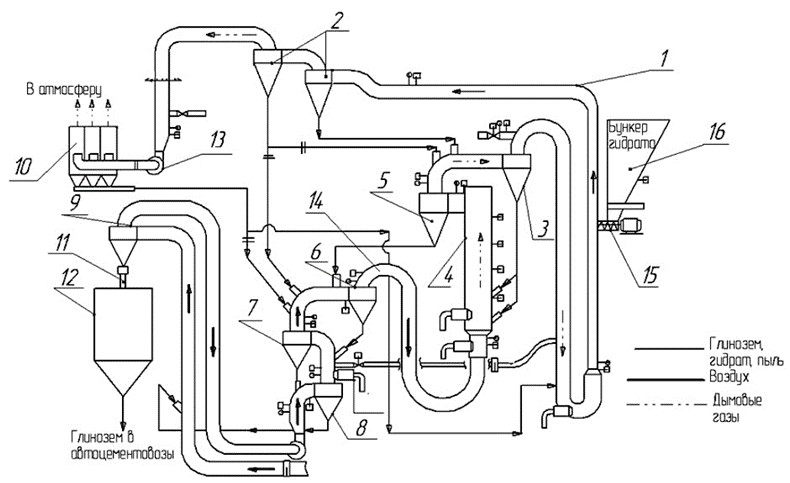 2
1
В атмосферу
10
13
Бункер
гидрата
16
5
3
9
14
11
6
4
15
12
7
Глинозем,
гидрат, пыль
Воздух
Дымовые
газы
8
Глинозем в
автоцементовозы